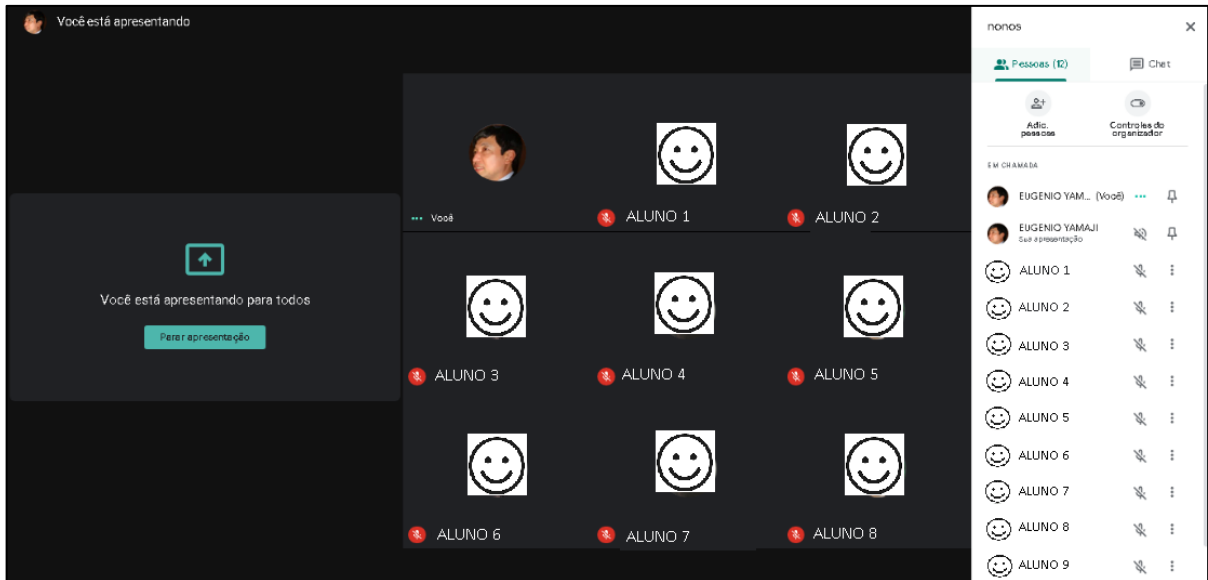 Você está apresentando
Você está apresentando para todos
Parar apresentação
Você
ALUNO 1
ALUNO 2
ALUNO 3
ALUNO 4
ALUNO 5
ALUNO 6
ALUNO 7
ALUNO 8
nonos
Pessoas (12)
Chat
Adic.
pessoas
Controles do
organizador
EM CHAMADA
EUGENIO YAM... (Você)
EUGENIO YAMAJI
Sua apresentação
ALUNO 1
ALUNO 2
ALUNO 3
ALUNO 4
ALUNO 5
ALUNO 6
ALUNO 7
ALUNO 8
ALUNO 9